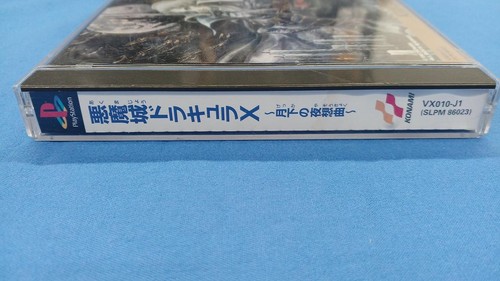 PlayStation
悪魔城ドラキュラX
～月下の夜想曲～
KONAMI
VX010-J1
(SLPM 86023)